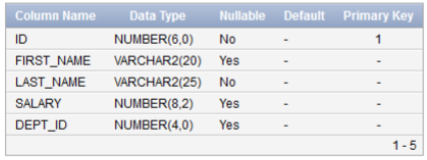 Column Name Data Type Nullable Default Primary Key
ID NUMBER(6,0) No - 1
FIRST_NAME VARCHAR2(20) Yes - -
LAST_NAME VARCHAR2(25) No - -
SALARY NUMBER(8,2) Yes - -
DEPT_ID NUMBER(4,0) Yes - -
1 - 5